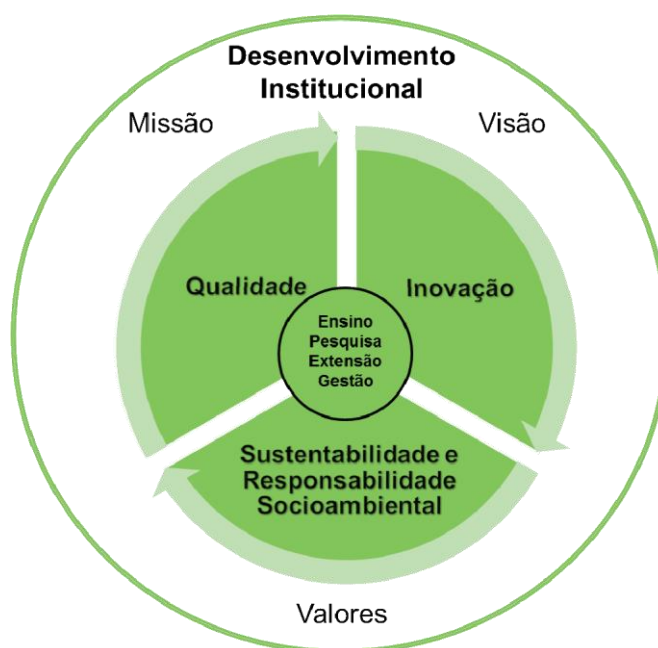 Desenvolvimento
Institucional
Missão
Visão
Qualidade
Inovação
Ensino
Pesquisa
Extensão
Gestão
Sustentabilidade e
Responsabilidade
Socioambiental
Valores